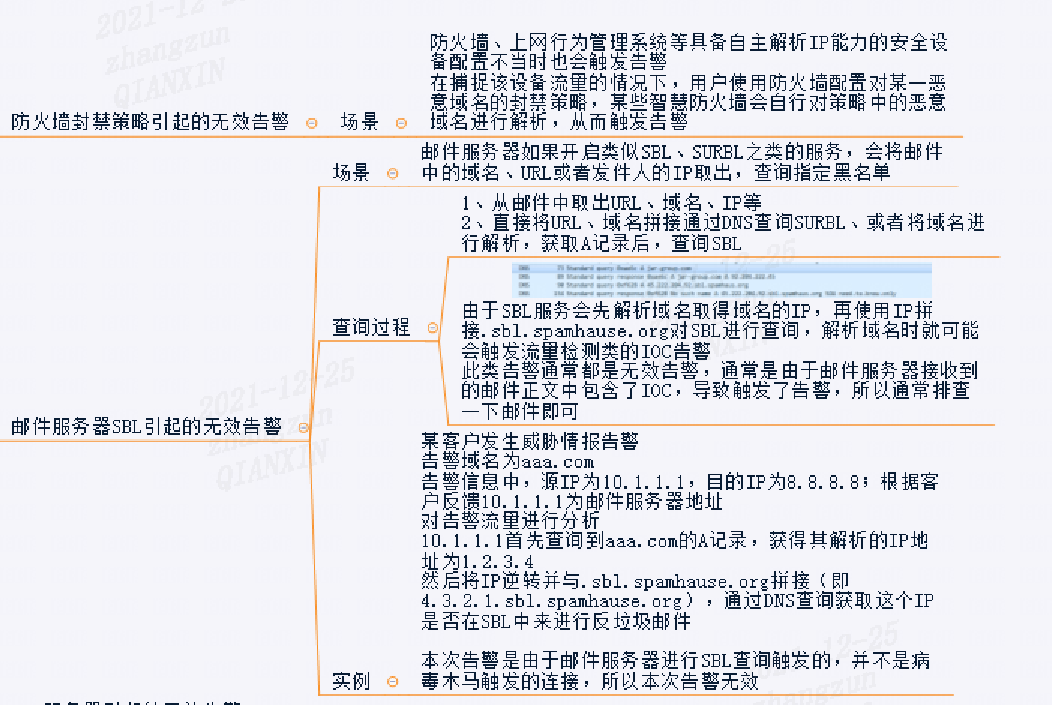 2021-12-25
zhangzun
QIANXIN
防火墙、上网行为管理系统等具备自主解析IP能力的安全设
备配置不当时也会触发告警
在捕捉该设备流量的情况下，用户使用防火墙配置对某一恶
意域名的封禁策略，某些智慧防火墙会自行对策略中的恶意
域名进行解析，从而触发告警
防火墙封禁策略引起的无效告警
场景
邮件服务器如果开启类似SBL、SURBL之类的服务，会将邮件
中的域名、URL或者发件人的IP取出，查询指定黑名单
场景
1、从邮件中取出URL、域名、IP等
2、直接将URL、域名拼接通过DNS查询SURBL、或者将域名进
行解析，获取A记录后，查询SBL
由于SBL服务会先解析域名取得域名的IP，再使用IP拼
接.sbl.spamhause.org对SBL进行查询，解析域名时就可能
会触发流量检测类的IOC告警
此类告警通常都是无效告警，通常是由于邮件服务器接收到
的邮件正文中包含了IOC，导致触发了告警，所以通常排查
一下邮件即可
查询过程
2021-12-25
zhangzun
QIANXIN
邮件服务器SBL引起的无效告警
某客户发生威胁情报告警
告警域名为aaa.com
告警信息中，源IP为10.1.1.1，目的IP为8.8.8.8；根据客
户反馈10.1.1.1为邮件服务器地址
对告警流量进行分析
10.1.1.1首先查询到aaa.com的A记录，获得其解析的IP地
址为1.2.3.4
然后将IP逆转并与.sbl.spamhause.org拼接（即
4.3.2.1.sbl.spamhause.org），通过DNS查询获取这个IP
是否在SBL中来进行反垃圾邮件
本次告警是由于邮件服务器进行SBL查询触发的，并不是病
毒木马触发的连接，所以本次告警无效
实例
12-25
zhangzun